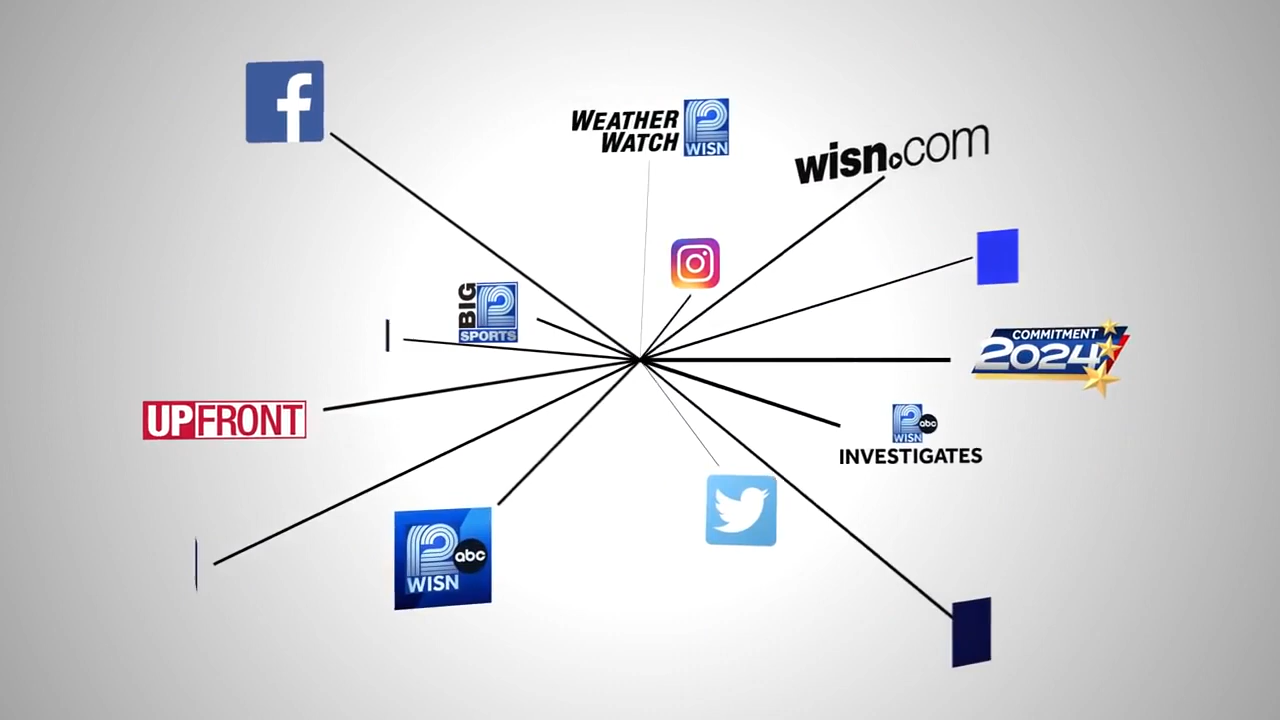 f
WEATHER
WATCH
12
WISN
wisn.com
BIG
12
SPORTS
COMMITMENT
2024
UPFRONT
12
abc
WISN
INVESTIGATES
12
abc
WISN